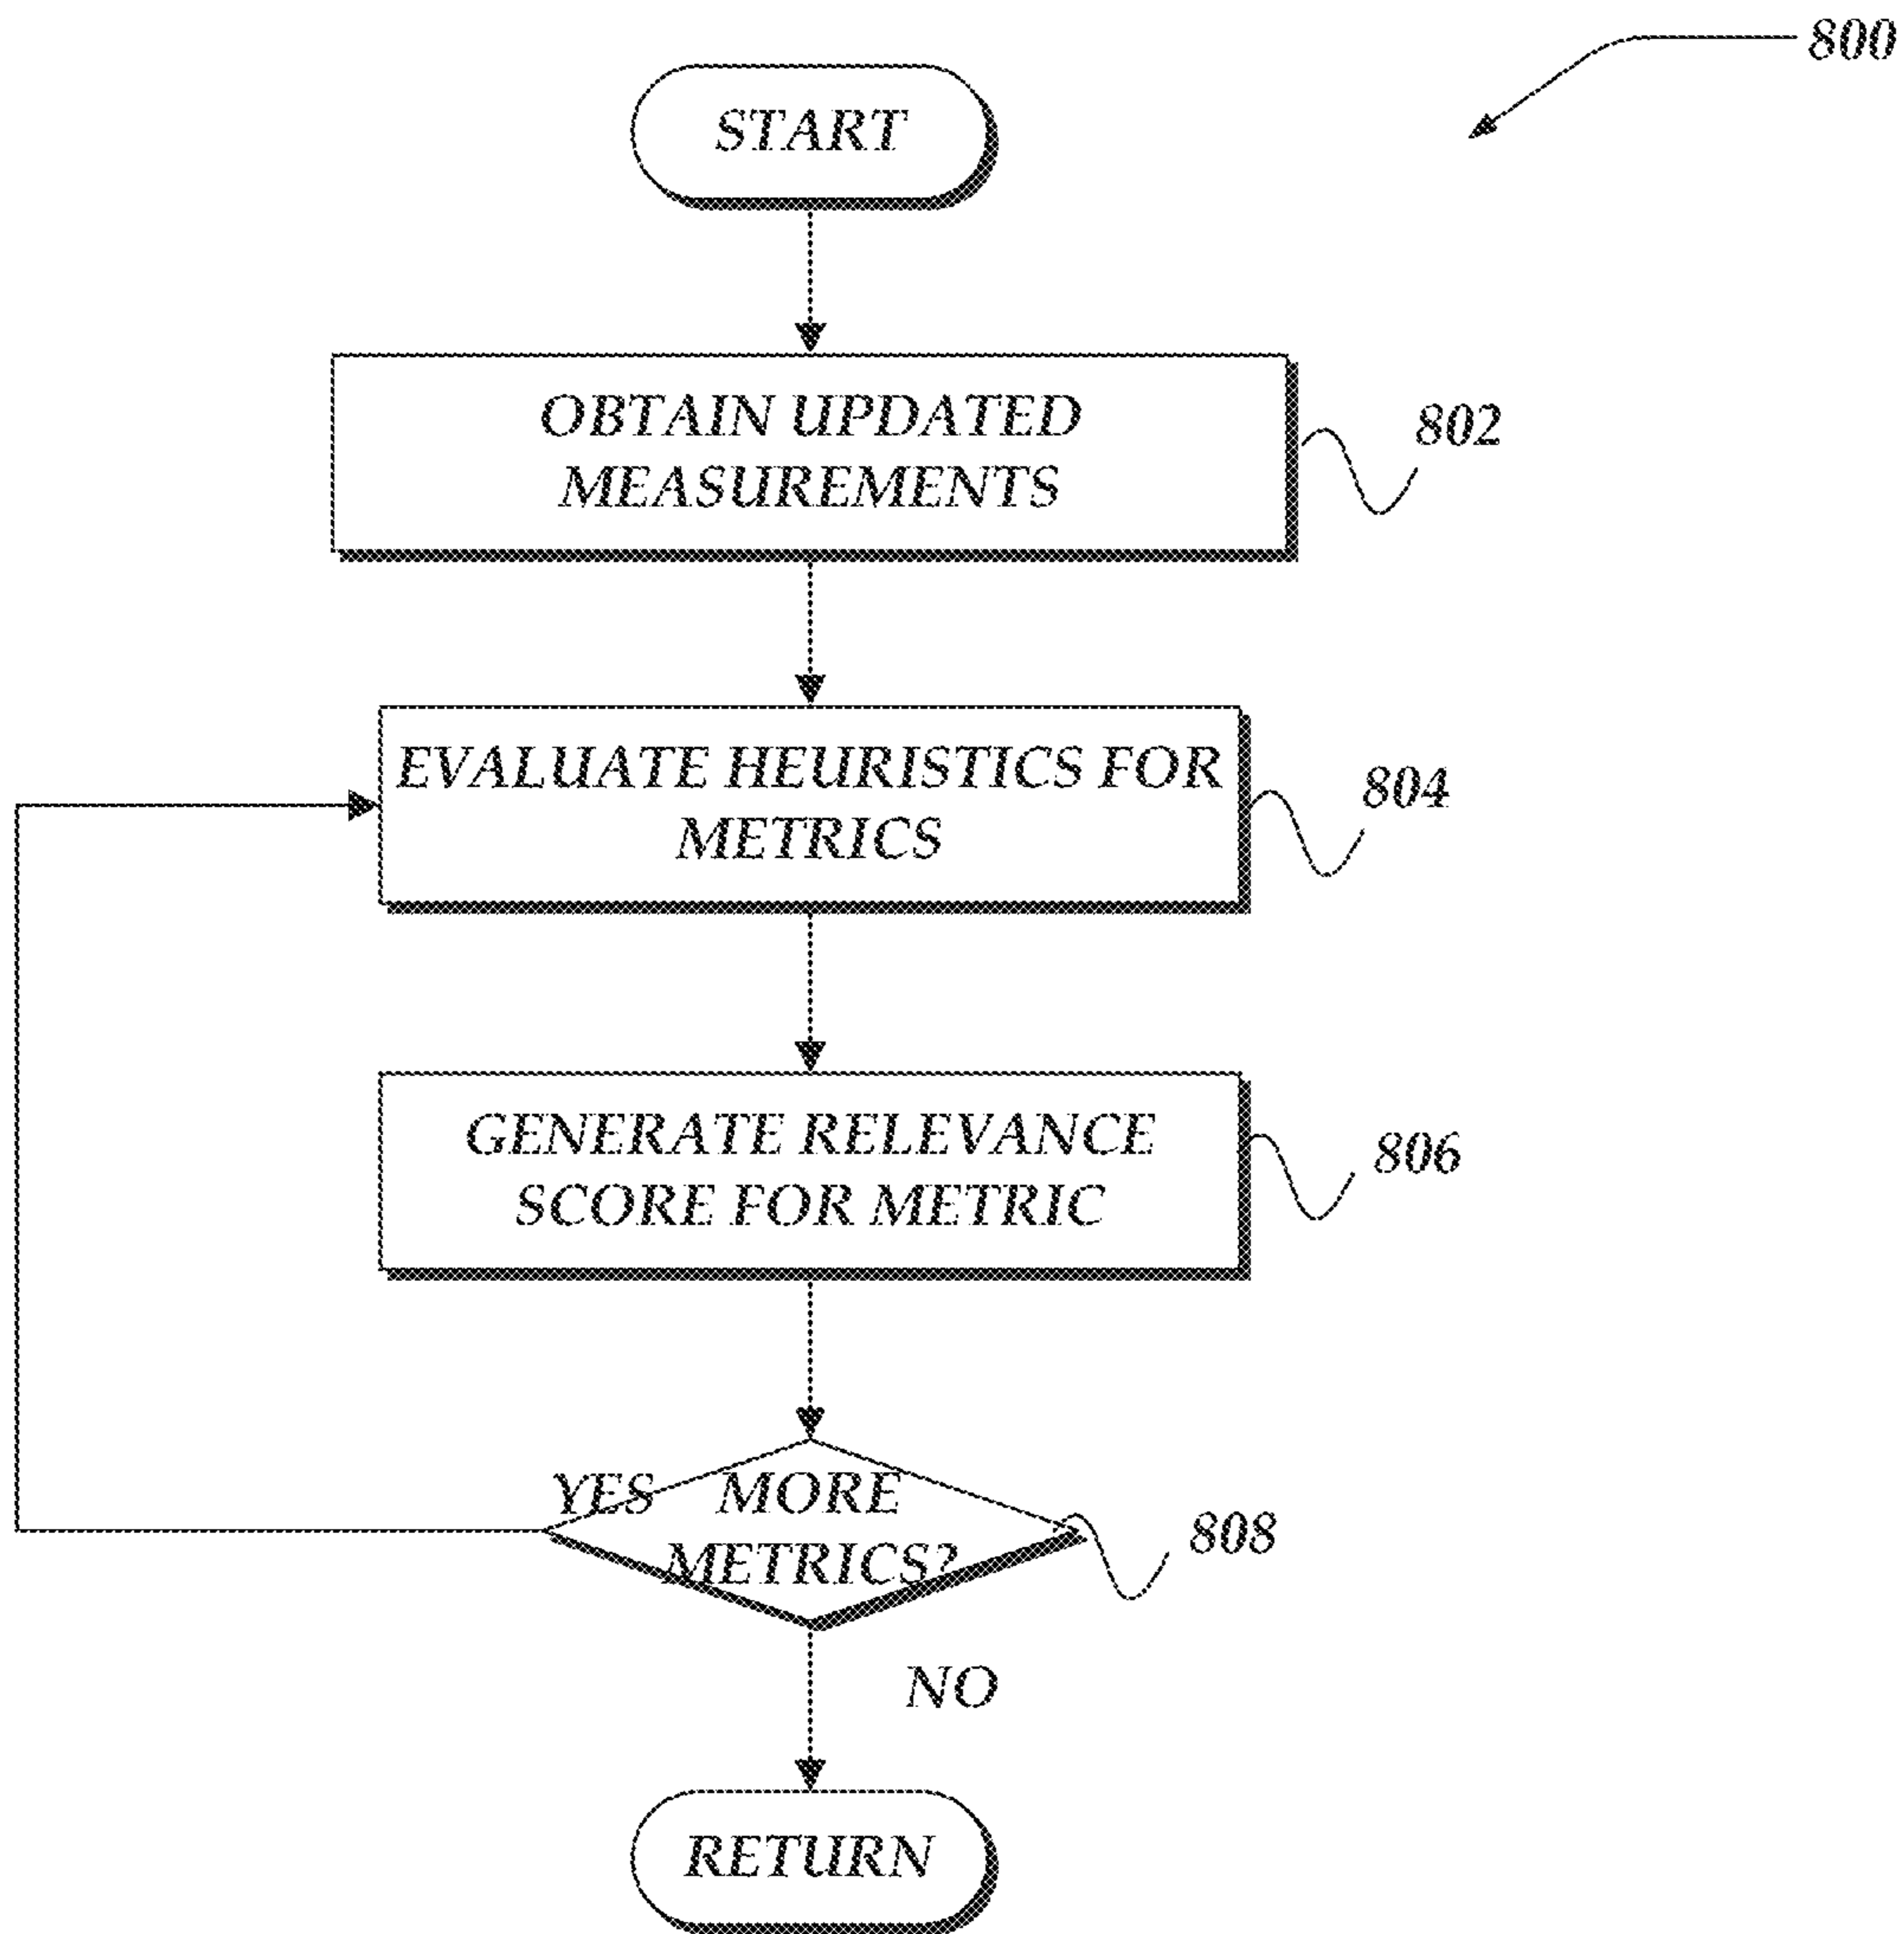 800
START
OBTAIN UPDATED
MEASUREMENTS
802
EVALUATE HEURISTICS FOR
METRICS
804
GENERATE RELEVANCE
SCORE FOR METRIC
806
YES
MORE
METRICS?
808
NO
RETURN